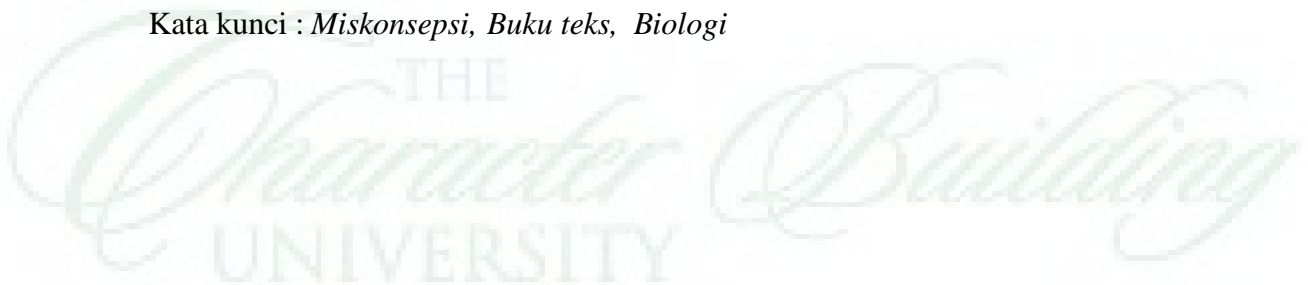 Kata kunci : Miskonsepsi, Buku teks, Biologi
THE
Character Building
UNIVERSITY